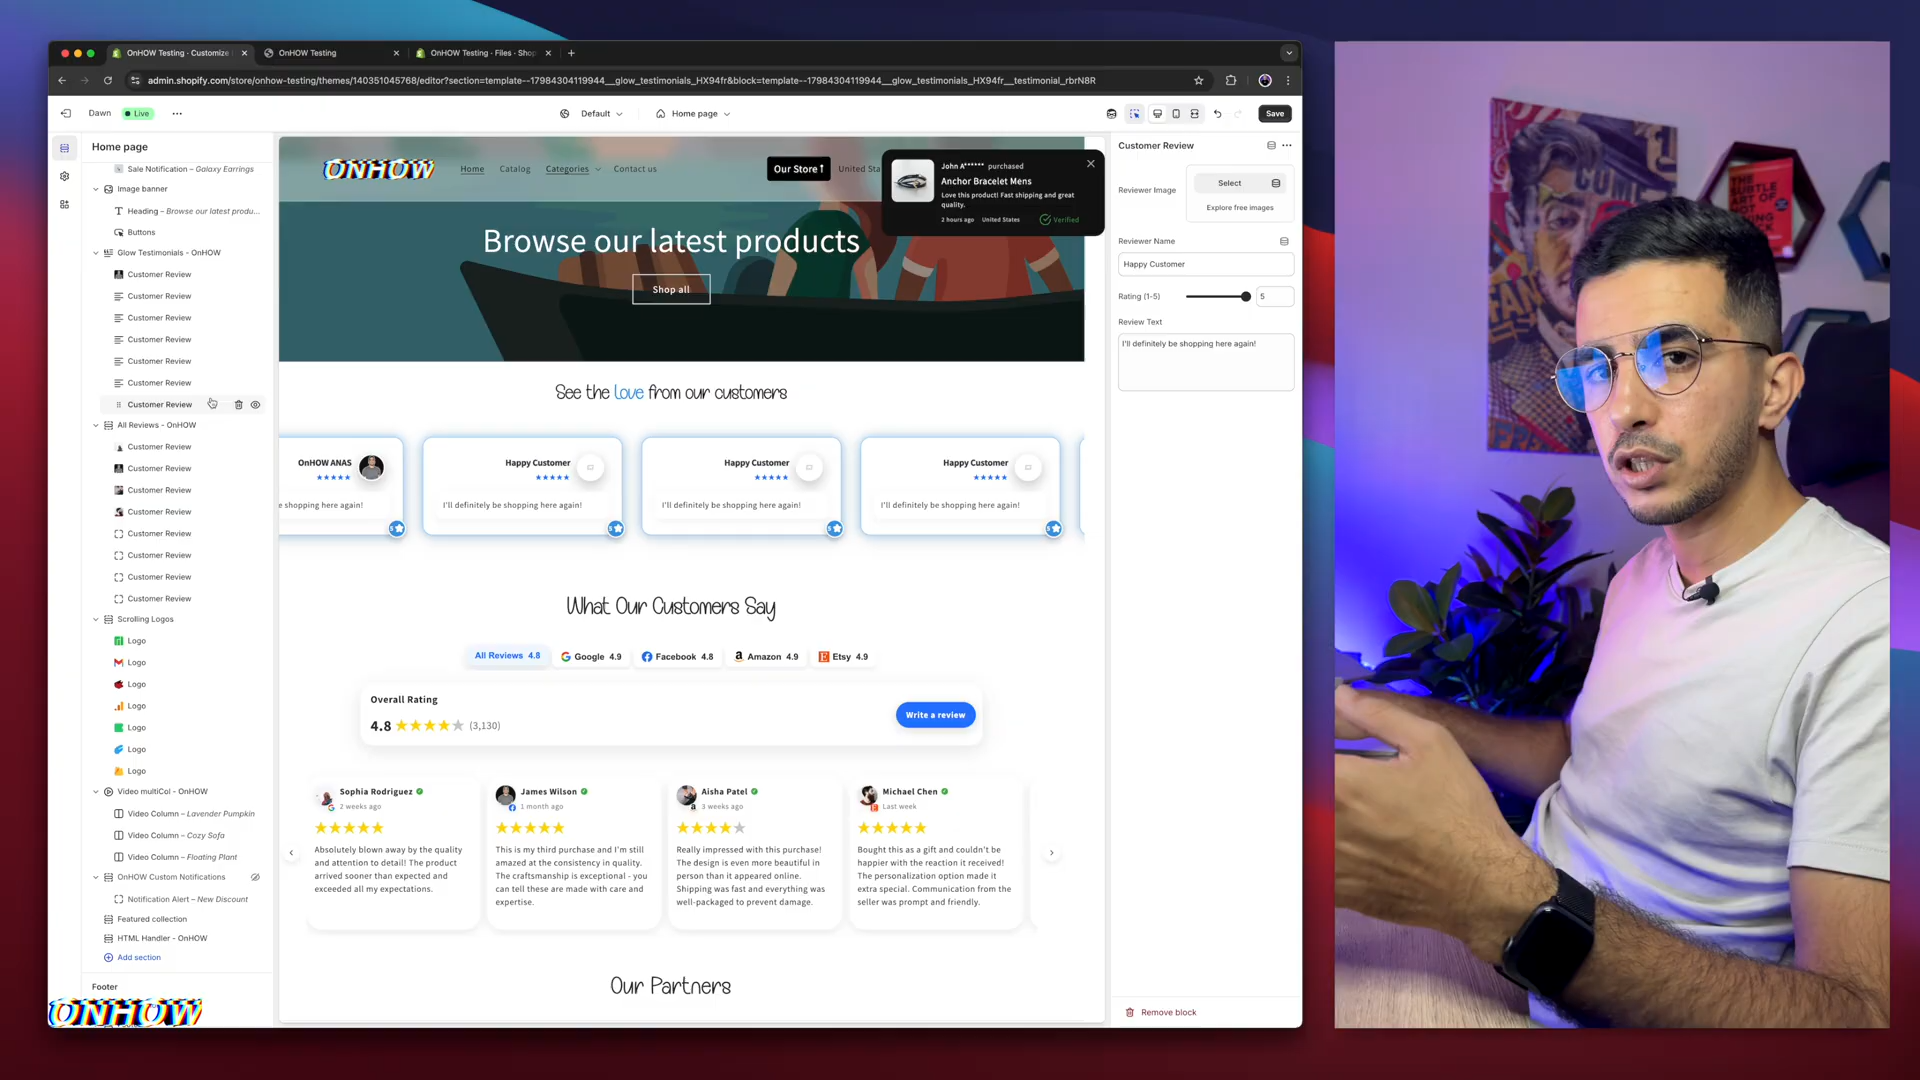 OnHOW Testing · Customize
OnHOW Testing
OnHOW Testing · Files · Shop
admin.shopify.com/store/onhow-testing/themes/140351045768/editor?section=template--17984304119944__glow_testimonials_HX94fr&block=template--17984304119944__glow_testimonials_HX94fr__testimonial_rbrN8R
Dawn
Live
Default
Home page
Save
Home page
Sale Notification – Galaxy Earrings
Image banner
Heading – Browse our latest produ...
Buttons
Glow Testimonials - OnHOW
Customer Review
Customer Review
Customer Review
Customer Review
Customer Review
Customer Review
Customer Review
All Reviews - OnHOW
Customer Review
Customer Review
Customer Review
Customer Review
Customer Review
Customer Review
Customer Review
Customer Review
Scrolling Logos
Logo
Logo
Logo
Logo
Logo
Logo
Logo
Video multiCol - OnHOW
Video Column – Lavender Pumpkin
Video Column – Cozy Sofa
Video Column – Floating Plant
OnHOW Custom Notifications
Notification Alert – New Discount
Featured collection
HTML Handler - OnHOW
Add section
Footer
ONHOW
ONHOW
Home
Catalog
Categories
Contact us
Our Store
United Sta
John A****** purchased
Anchor Bracelet Mens
Love this product! Fast shipping and great
quality.
2 hours ago
United States
Verified
Browse our latest products
Shop all
See the love from our customers
OnHOW ANAS
★★★★★
e shopping here again!
5★
Happy Customer
★★★★★
I'll definitely be shopping here again!
5★
Happy Customer
★★★★★
I'll definitely be shopping here again!
5★
Happy Customer
★★★★★
I'll definitely be shopping here again!
5★
What Our Customers Say
All Reviews 4.8
Google 4.9
Facebook 4.8
Amazon 4.9
Etsy 4.9
Overall Rating
4.8 ★★★★★ (3,130)
Write a review
Sophia Rodriguez
2 weeks ago
★★★★★
Absolutely blown away by the quality
and attention to detail! The product
arrived sooner than expected and
exceeded all my expectations.
James Wilson
1 month ago
★★★★★
This is my third purchase and I'm still
amazed at the consistency in quality.
The craftsmanship is exceptional - you
can tell these are made with care and
expertise.
Aisha Patel
3 weeks ago
★★★★★
Really impressed with this purchase!
The design is even more beautiful in
person than it appeared online.
Shipping was fast and everything was
well-packaged to prevent damage.
Michael Chen
Last week
★★★★★
Bought this as a gift and couldn't be
happier with the reaction it received!
The personalization option made it
extra special. Communication from the
seller was prompt and friendly.
Our Partners
Customer Review
Reviewer Image
Select
Explore free images
Reviewer Name
Happy Customer
Rating (1-5)
5
Review Text
I'll definitely be shopping here again!
Remove block
THE
SUBTLE
ART OF
NOT